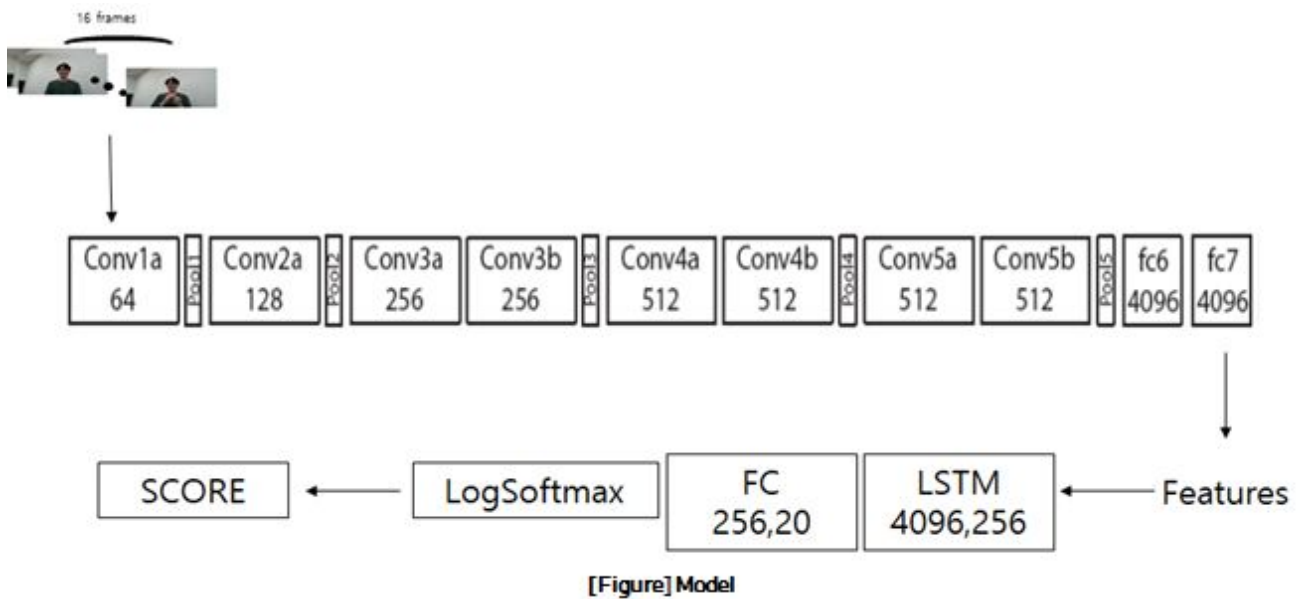 16 frames
Conv1a
64
Pool1
Conv2a
128
Pool2
Conv3a
256
Conv3b
256
Pool3
Conv4a
512
Conv4b
512
Pool4
Conv5a
512
Conv5b
512
Pool5
fc6
4096
fc7
4096
SCORE
LogSoftmax
FC
256,20
LSTM
4096,256
Features
[Figure] Model